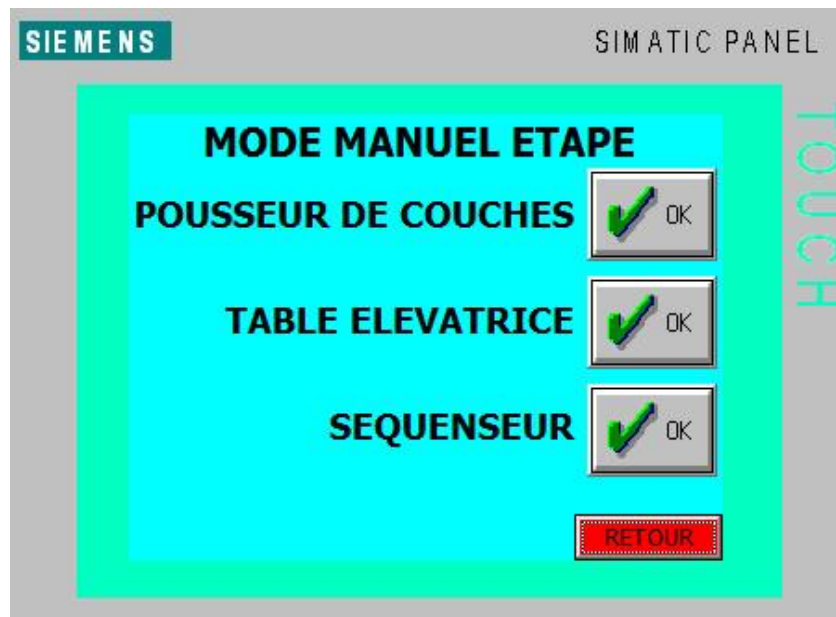 SIEMENS
SIMATIC PANEL
TOUCH
MODE MANUEL ETAPE
POUSSEUR DE COUCHES
OK
TABLE ELEVATRICE
OK
SEQUENSEUR
OK
RETOUR